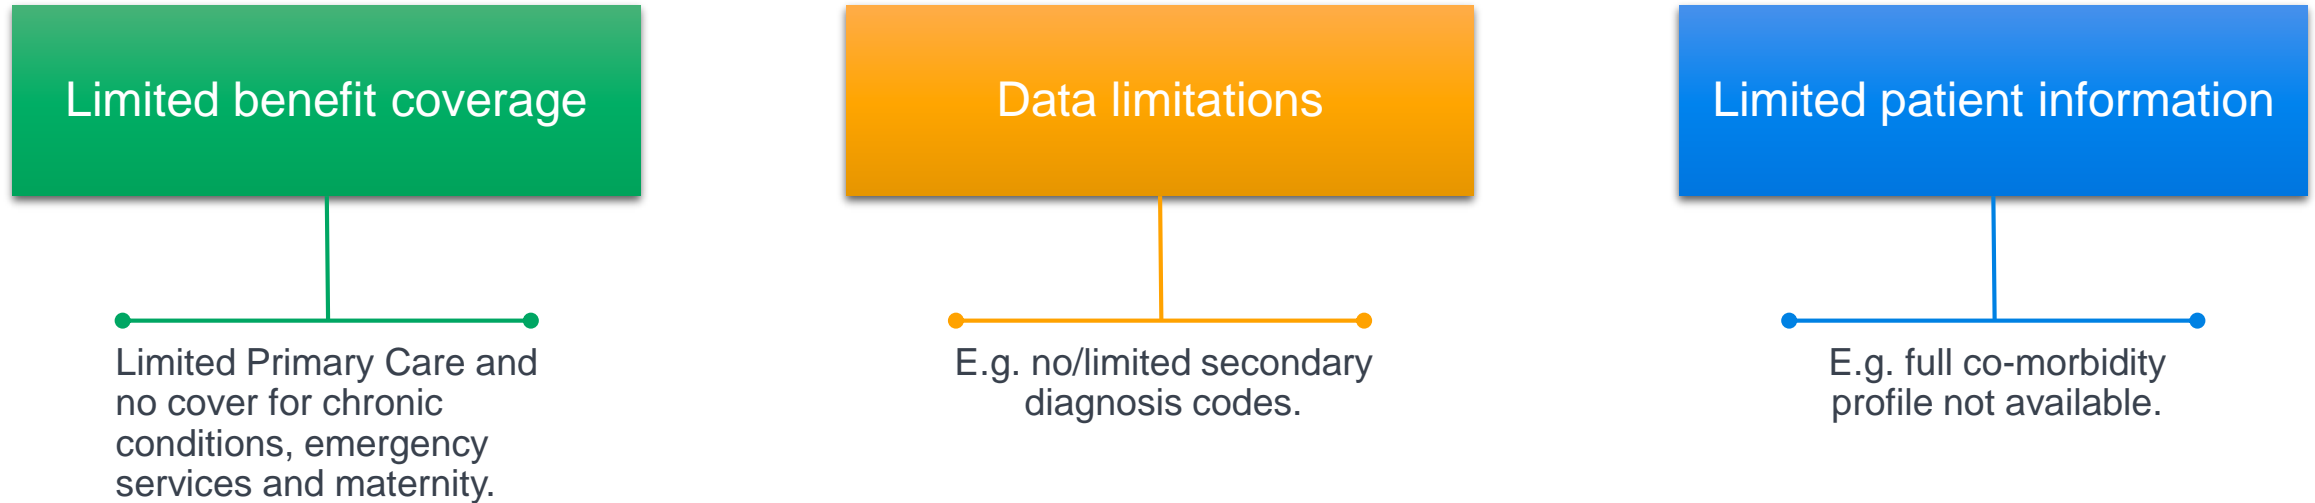 Limited benefit coverage
Limited Primary Care and
no cover for chronic
conditions, emergency
services and maternity.
Data limitations
E.g. no/limited secondary
diagnosis codes.
Limited patient information
E.g. full co-morbidity
profile not available.